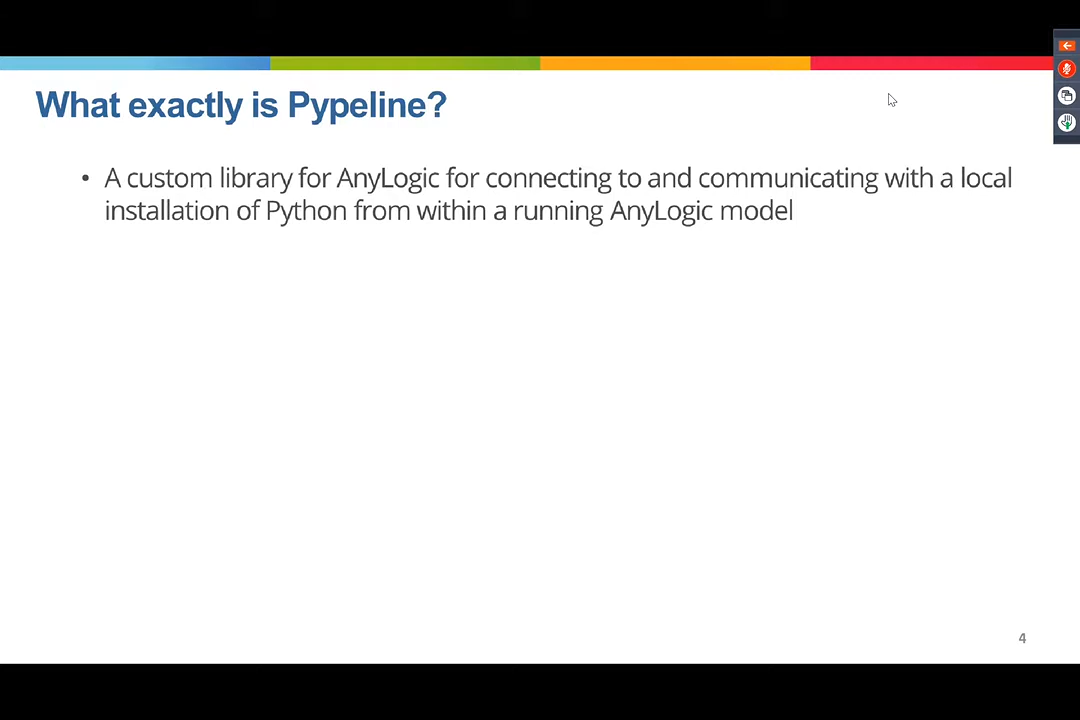 What exactly is Pypeline?
• A custom library for AnyLogic for connecting to and communicating with a local
installation of Python from within a running AnyLogic model
4